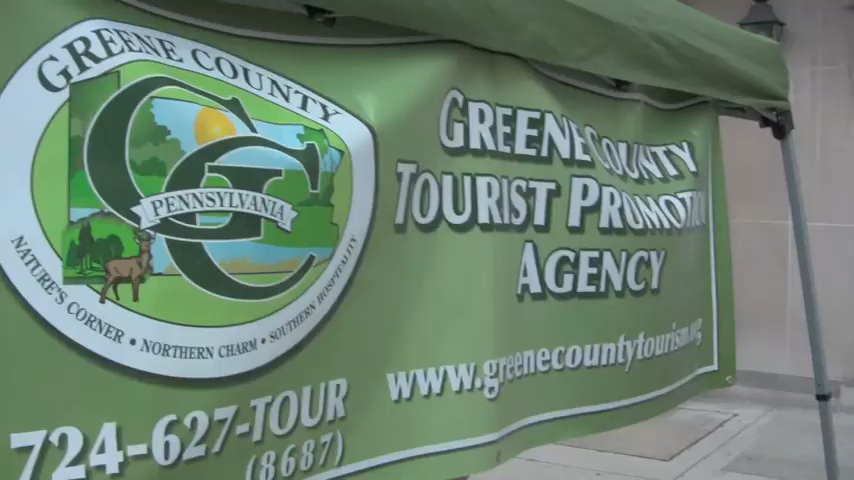 GREENE COUNTY
PENNSYLVANIA
NATURE'S CORNER • NORTHERN CHARM • SOUTHERN HOSPITALITY
724-627-TOUR
(8687)
GREENE COUNTY
TOURIST PROMOTION
AGENCY
www.greenecountytourism.org